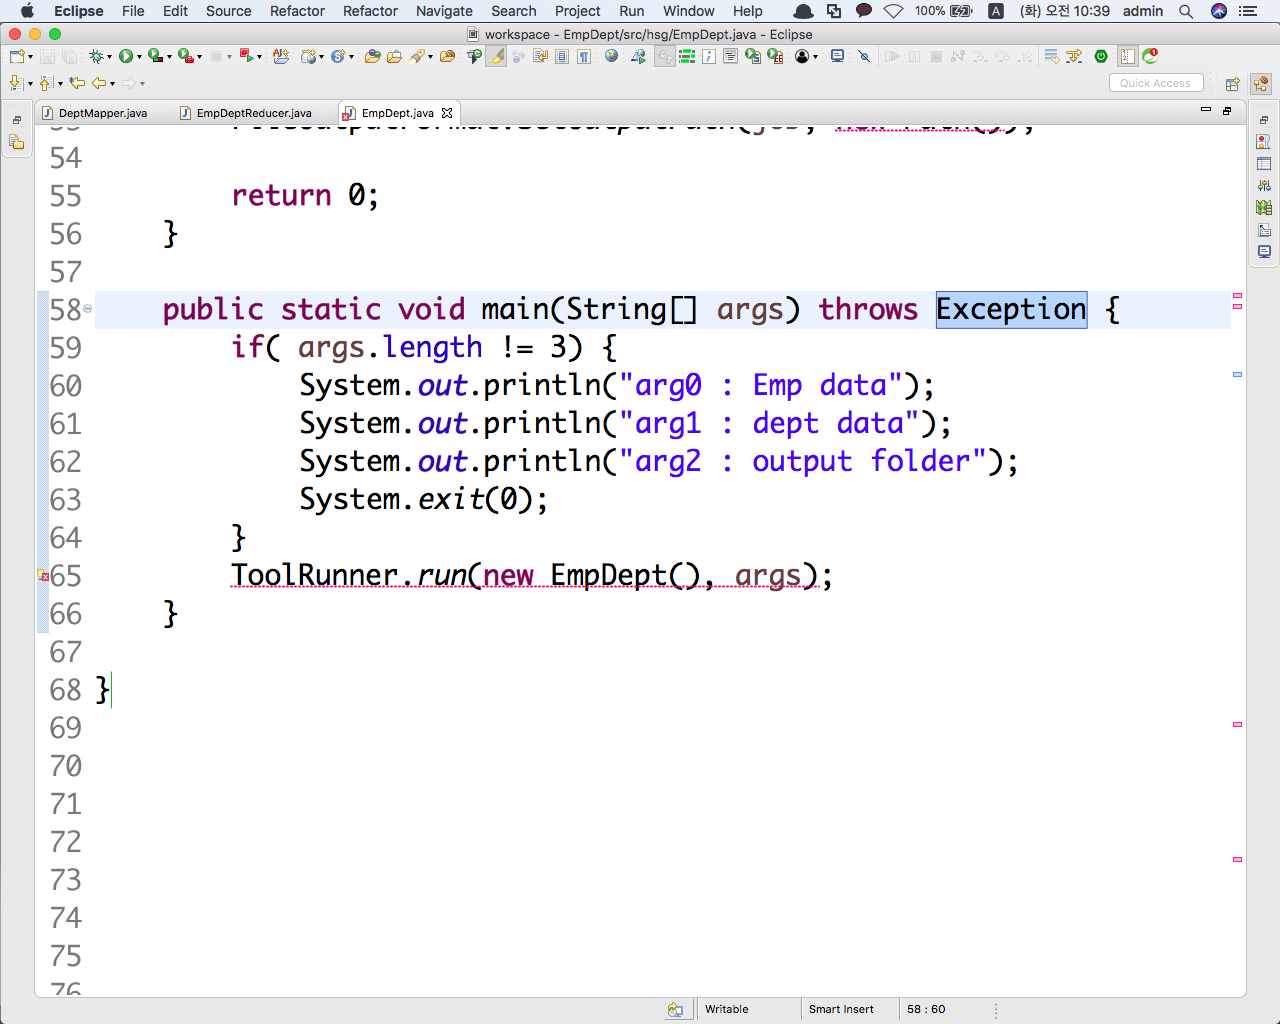 Eclipse File Edit Source Refactor Refactor Navigate Search Project Run Window Help 100% A (화) 오전 10:39 admin
workspace - EmpDept/src/hsg/EmpDept.java - Eclipse
Quick Access
DeptMapper.java EmpDeptReducer.java EmpDept.java
54
55 return 0;
56 }
57
58 public static void main(String[] args) throws Exception {
59 if( args.length != 3) {
60 System.out.println("arg0 : Emp data");
61 System.out.println("arg1 : dept data");
62 System.out.println("arg2 : output folder");
63 System.exit(0);
64 }
65 ToolRunner.run(new EmpDept(), args);
66 }
67
68 }
69
70
71
72
73
74
75
76
Writable Smart Insert 58 : 60